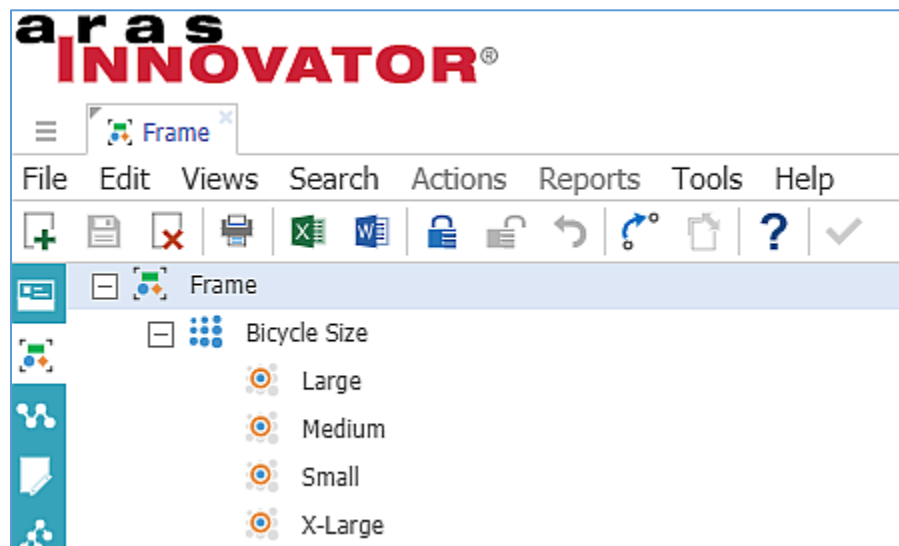 aras
INNOVATOR®
Frame
File Edit Views Search Actions Reports Tools Help
Frame
Bicycle Size
Large
Medium
Small
X-Large